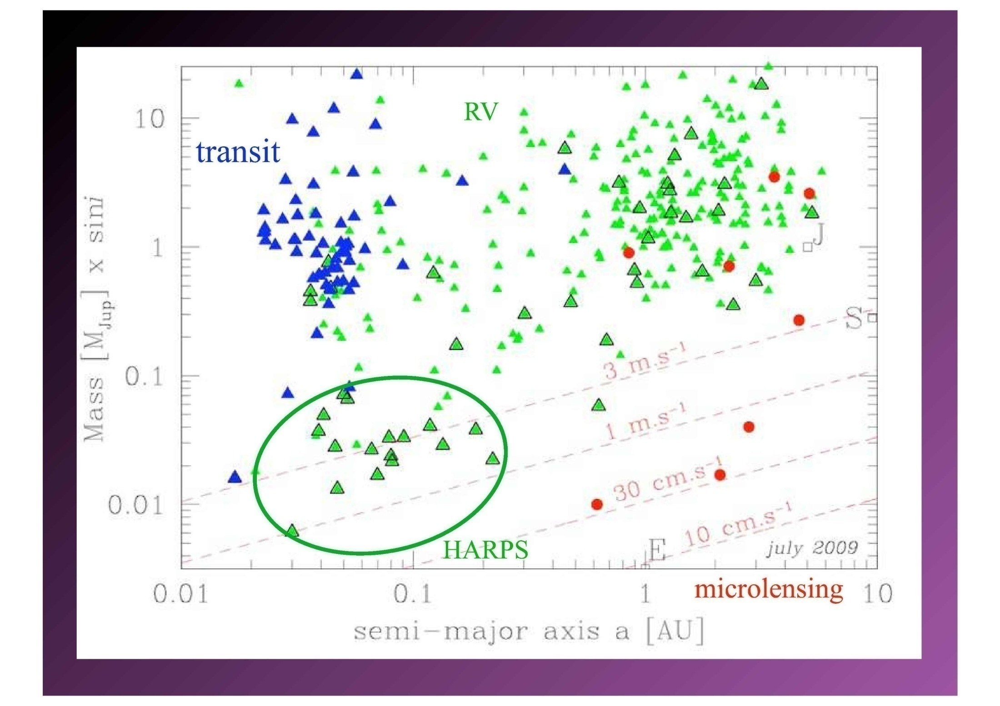 RV
10
transit
J
1
S
Mass [MJup] x sini
3 m.s-1
0.1
1 m.s-1
30 cm.s-1
0.01
10 cm.s-1
HARPS
E
july 2009
0.01
0.1
1
microlensing
10
semi-major axis a [AU]